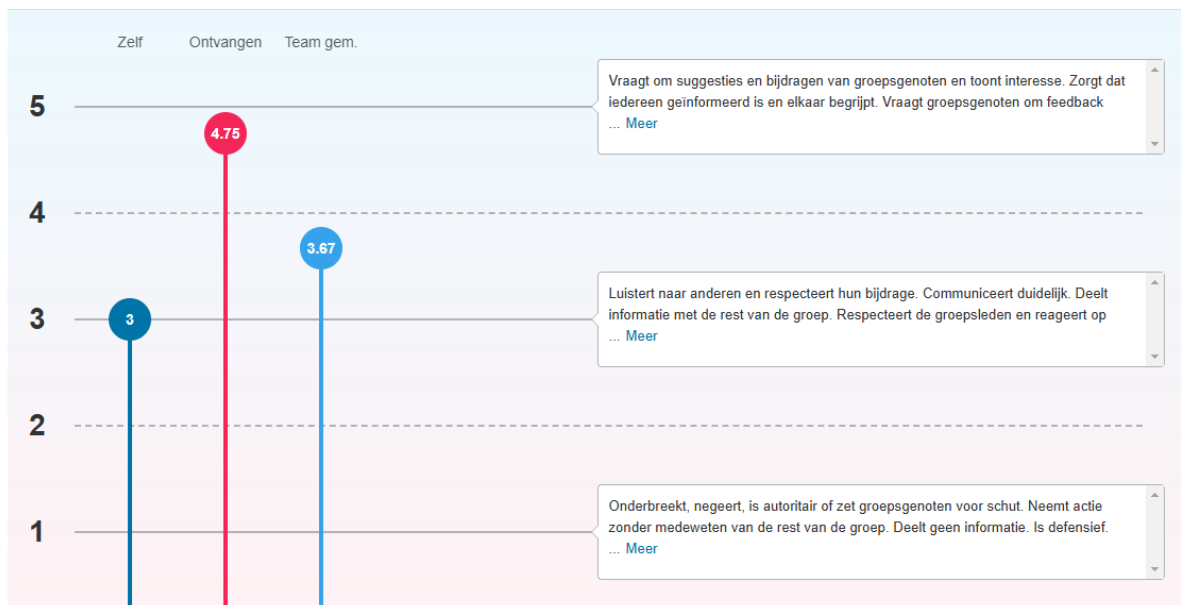 Zelf Ontvangen Team gem.
Vraagt om suggesties en bijdragen van groepsgenoten en toont interesse. Zorgt dat
iedereen geïnformeerd is en elkaar begrijpt. Vraagt groepsgenoten om feedback
... Meer
5
4.75
4
3.67
Luistert naar anderen en respecteert hun bijdrage. Communiceert duidelijk. Deelt
informatie met de rest van de groep. Respecteert de groepsleden en reageert op
... Meer
3
3
2
Onderbreekt, negeert, is autoritair of zet groepsgenoten voor schut. Neemt actie
zonder medeweten van de rest van de groep. Deelt geen informatie. Is defensief.
... Meer
1